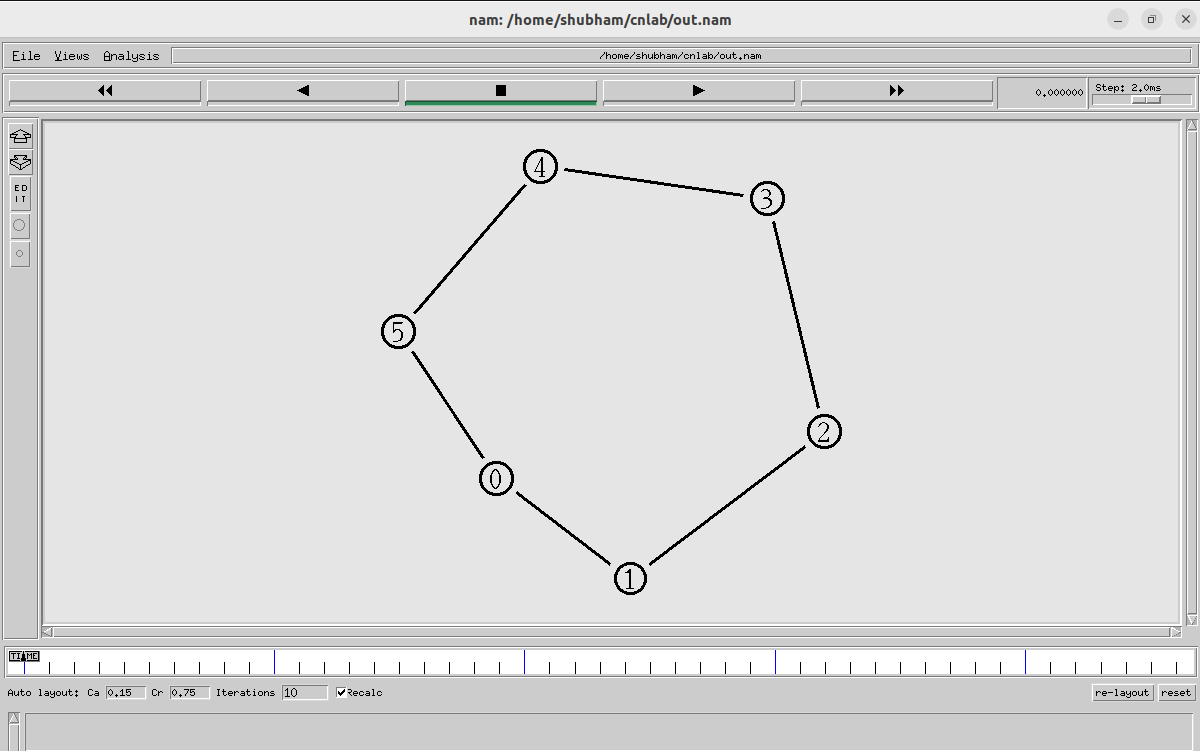 nam: /home/shubham/cnlab/out.nam
File Views Analysis /home/shubham/cnlab/out.nam
0.000000 Step: 2.0ms
ED
IT
4
3
5
2
0
1
TIME
Auto layout: Ca 0.15 Cr 0.75 Iterations 10 Recalc re-layout reset